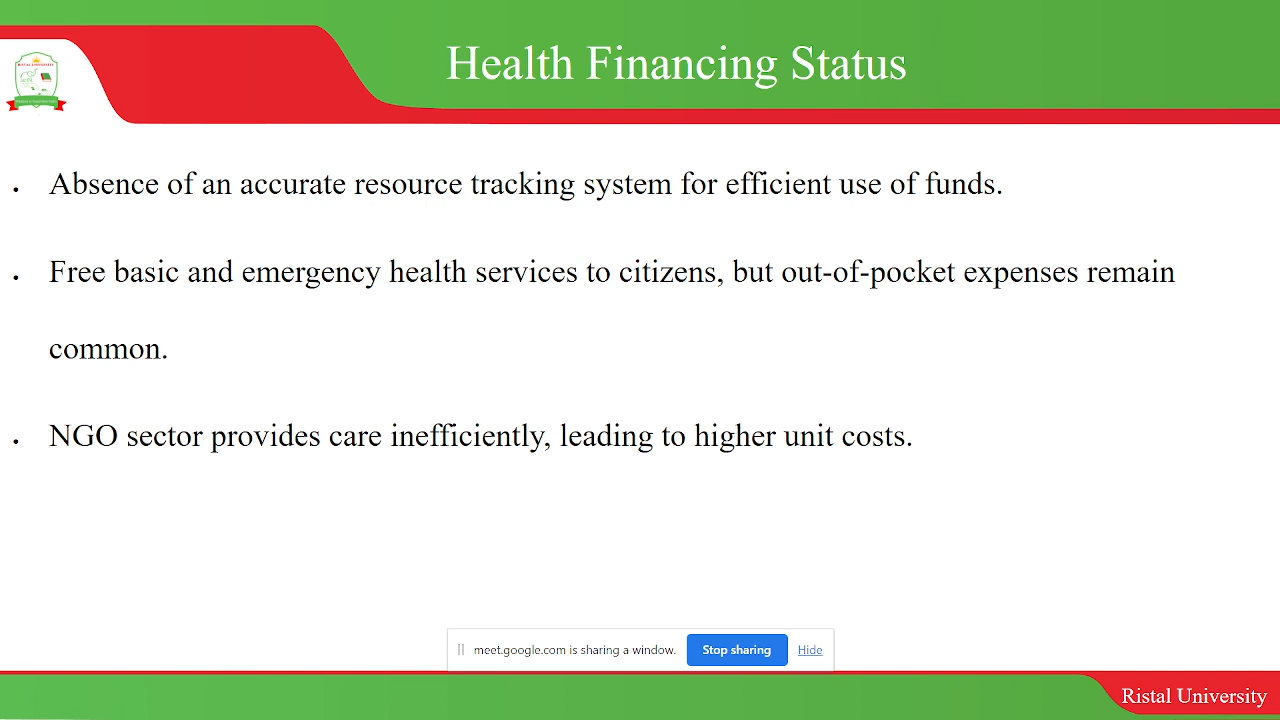 Health Financing Status
RISTAL UNIVERSITY
• Absence of an accurate resource tracking system for efficient use of funds.
• Free basic and emergency health services to citizens, but out-of-pocket expenses remain
common.
• NGO sector provides care inefficiently, leading to higher unit costs.
meet.google.com is sharing a window. Stop sharing Hide
Ristal University